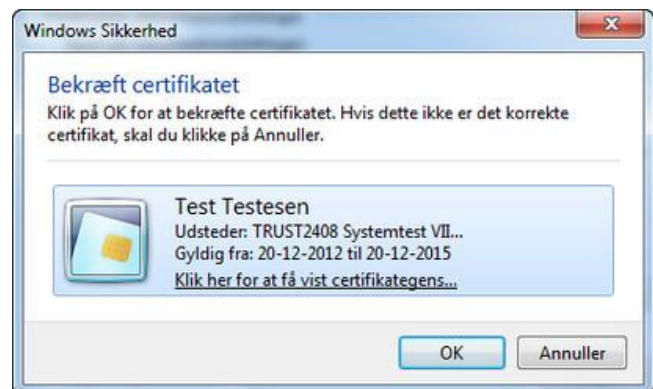 Windows Sikkerhed
Bekræft certifikatet
Klik på OK for at bekræfte certifikatet. Hvis dette ikke er det korrekte
certifikat, skal du klikke på Annuller.
Test Testesen
Udsteder: TRUST2408 Systemtest VII...
Gyldig fra: 20-12-2012 til 20-12-2015
Klik her for at få vist certifikategens...
OK
Annuller